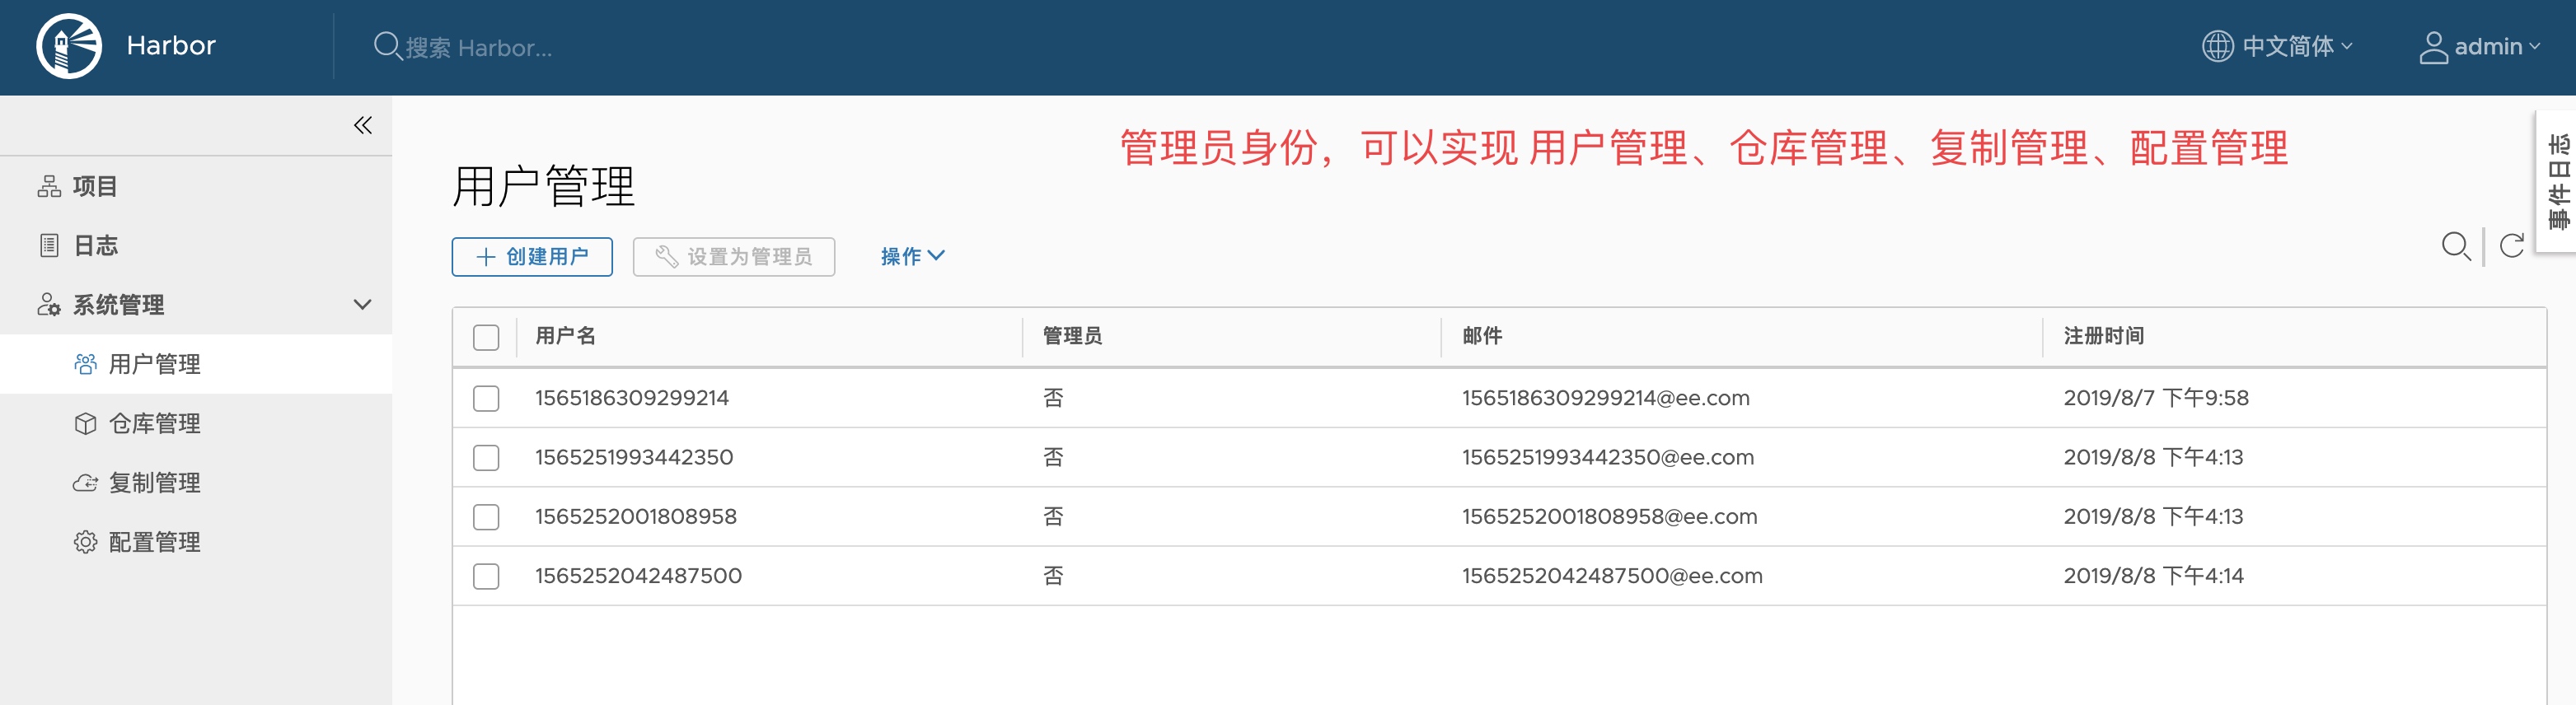 Harbor
搜索 Harbor...
中文简体
admin
管理员身份，可以实现 用户管理、仓库管理、复制管理、配置管理
事件日志
项目
日志
系统管理
用户管理
仓库管理
复制管理
配置管理
用户管理
创建用户
设置为管理员
操作
用户名 管理员 邮件 注册时间
1565186309299214 否 1565186309299214@ee.com 2019/8/7 下午9:58
1565251993442350 否 1565251993442350@ee.com 2019/8/8 下午4:13
1565252001808958 否 1565252001808958@ee.com 2019/8/8 下午4:13
1565252042487500 否 1565252042487500@ee.com 2019/8/8 下午4:14